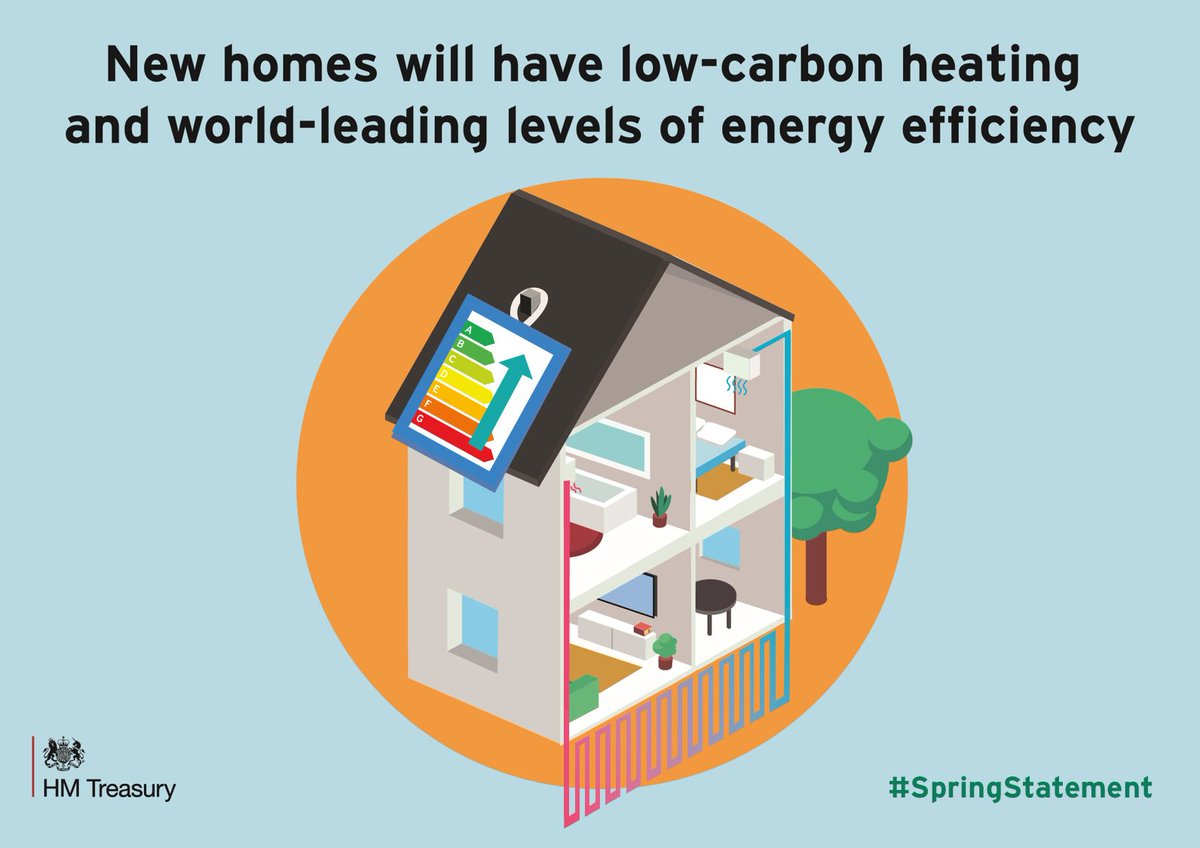 New homes will have low-carbon heating
and world-leading levels of energy efficiency
A
B
C
D
E
F
G
HM Treasury
#SpringStatement